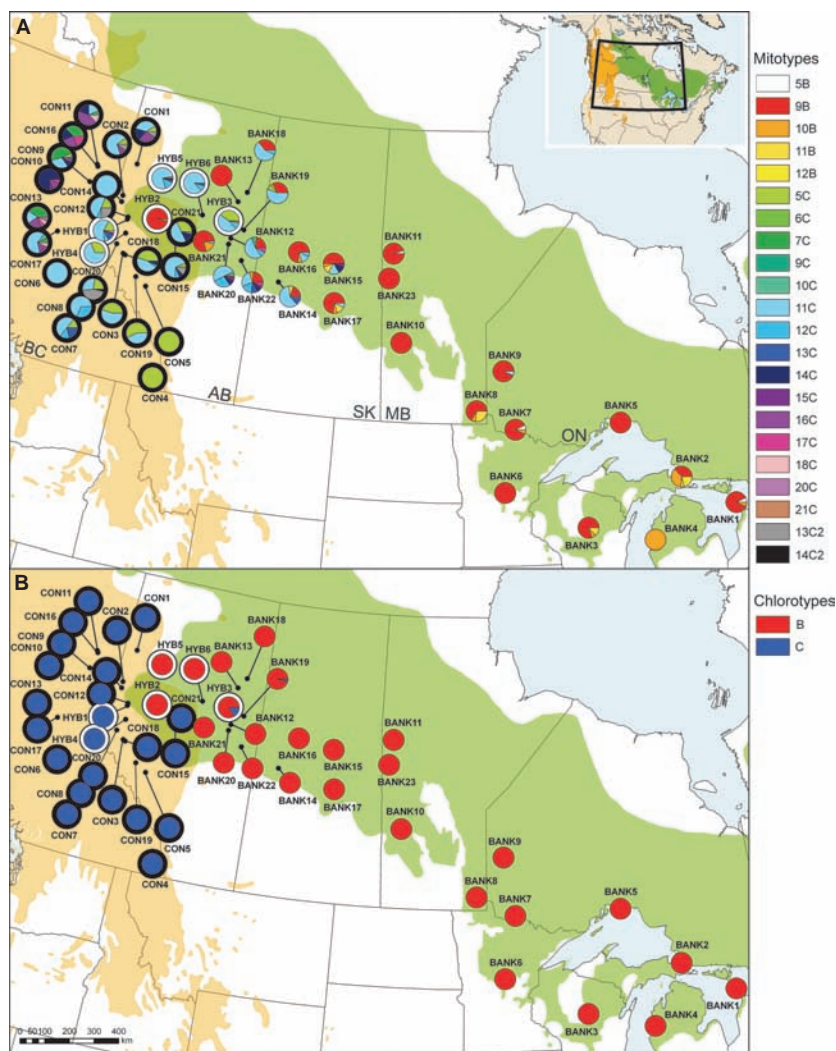 A
CON11
CON16
CON9
CON10
CON2
CON1
CON14
CON13
CON12
HYB1
HYB4
CON17
CON6
CON20
CON8
CON7
CON3
CON19
CON5
CON4
CON18
CON15
CON21
HYB5
HYB6
HYB2
HYB3
BANK13
BANK18
BANK19
BANK12
BANK21
BANK20
BANK22
BANK16
BANK15
BANK14
BANK17
BANK11
BANK23
BANK10
BANK9
BANK8
BANK7
BANK5
BANK6
BANK2
BANK1
BANK3
BANK4
BC
AB
SK
MB
ON
Mitotypes
5B
9B
10B
11B
12B
5C
6C
7C
9C
10C
11C
12C
13C
14C
15C
16C
17C
18C
20C
21C
13C2
14C2
B
CON11
CON16
CON9
CON10
CON2
CON1
CON14
CON13
CON12
HYB1
HYB4
CON17
CON6
CON20
CON8
CON7
CON3
CON19
CON5
CON4
CON18
CON15
CON21
HYB5
HYB6
HYB2
HYB3
BANK13
BANK18
BANK19
BANK12
BANK21
BANK20
BANK22
BANK16
BANK15
BANK14
BANK17
BANK11
BANK23
BANK10
BANK9
BANK8
BANK7
BANK5
BANK6
BANK2
BANK1
BANK3
BANK4
Chlorotypes
B
C
0 50 100 200 300 400
km